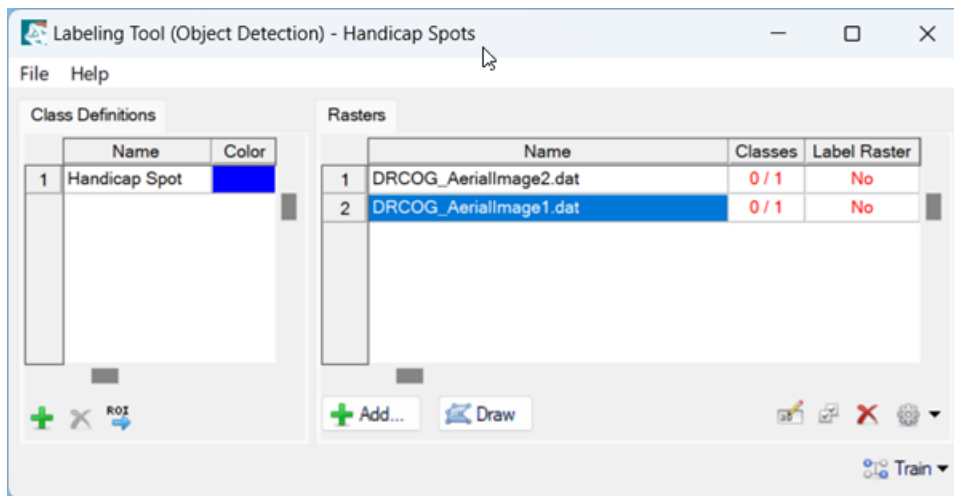 Labeling Tool (Object Detection) - Handicap Spots
File Help
Class Definitions
Name Color
1 Handicap Spot
Rasters
Name Classes Label Raster
1 DRCOG_AerialImage2.dat 0 / 1 No
2 DRCOG_AerialImage1.dat 0 / 1 No
ROI
Add... Draw
Train